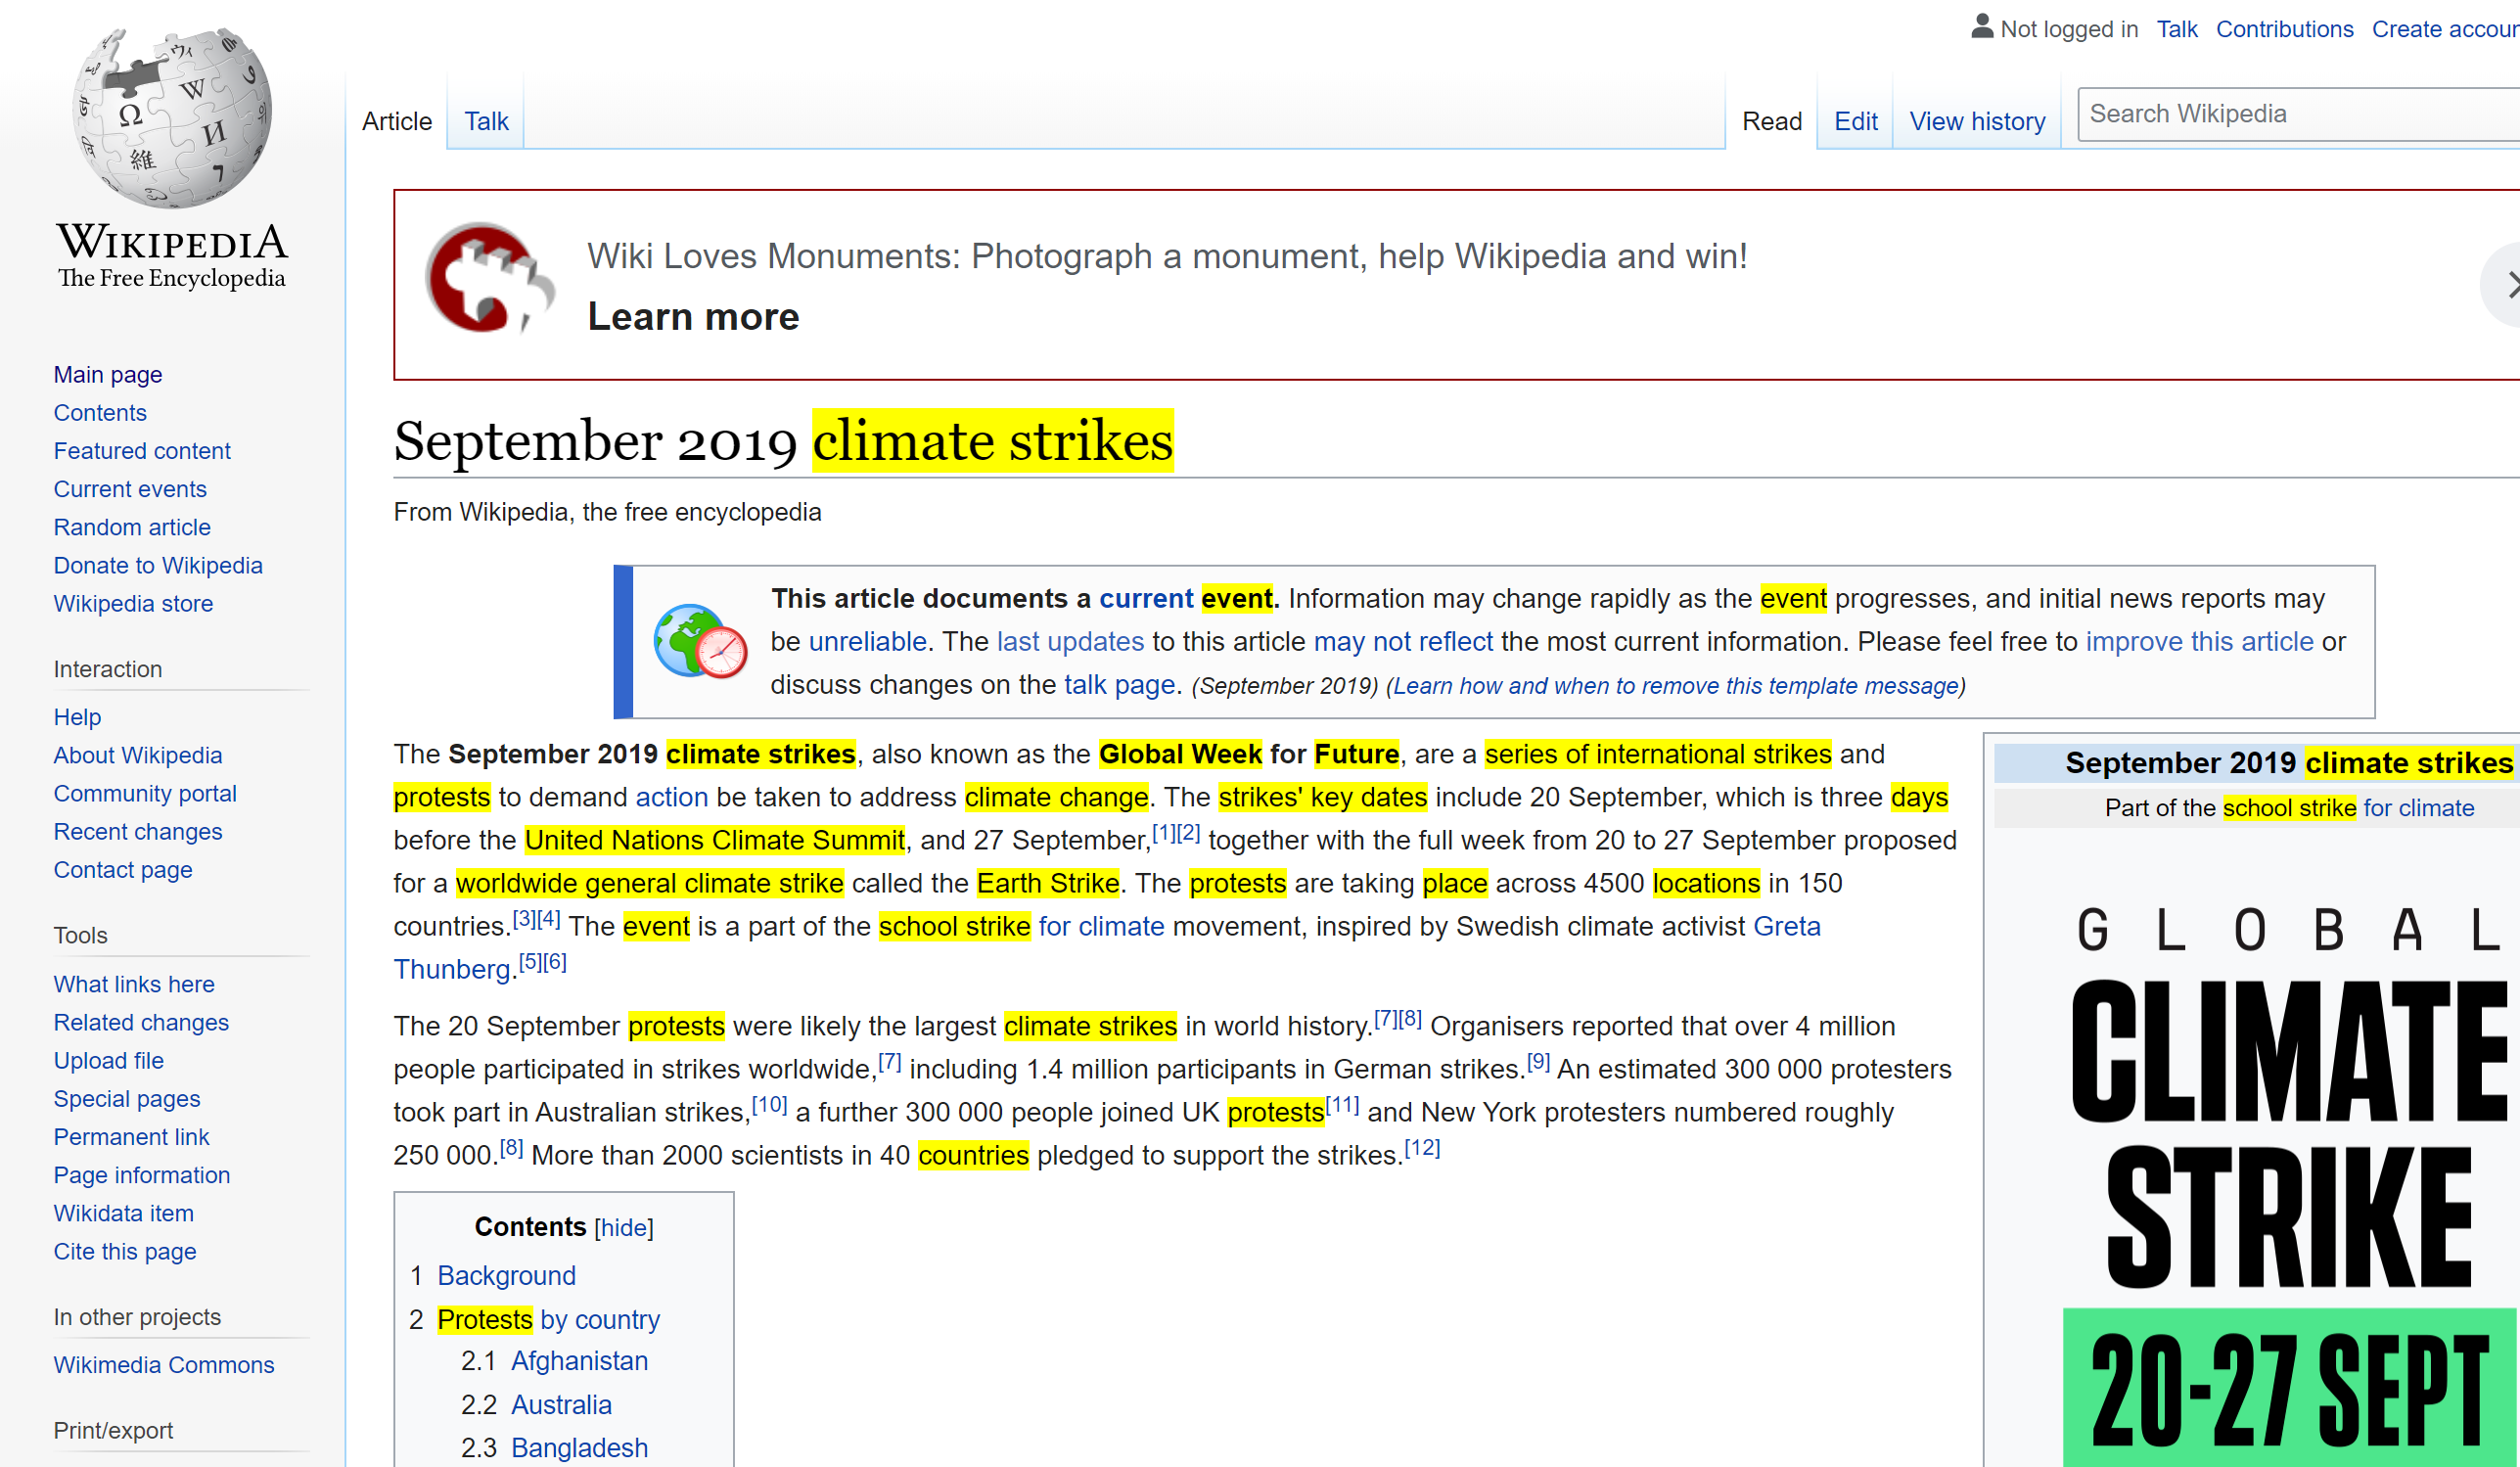 Not logged in Talk Contributions Create accoun
Article Talk
Read Edit View history Search Wikipedia
WIKIPEDIA
The Free Encyclopedia
Main page
Contents
Featured content
Current events
Random article
Donate to Wikipedia
Wikipedia store
Interaction
Help
About Wikipedia
Community portal
Recent changes
Contact page
Tools
What links here
Related changes
Upload file
Special pages
Permanent link
Page information
Wikidata item
Cite this page
In other projects
Wikimedia Commons
Print/export
Wiki Loves Monuments: Photograph a monument, help Wikipedia and win!
Learn more
September 2019 climate strikes
From Wikipedia, the free encyclopedia
This article documents a current event. Information may change rapidly as the event progresses, and initial news reports may
be unreliable. The last updates to this article may not reflect the most current information. Please feel free to improve this article or
discuss changes on the talk page. (September 2019) (Learn how and when to remove this template message)
The September 2019 climate strikes, also known as the Global Week for Future, are a series of international strikes and
protests to demand action be taken to address climate change. The strikes' key dates include 20 September, which is three days
before the United Nations Climate Summit, and 27 September,[1][2] together with the full week from 20 to 27 September proposed
for a worldwide general climate strike called the Earth Strike. The protests are taking place across 4500 locations in 150
countries.[3][4] The event is a part of the school strike for climate movement, inspired by Swedish climate activist Greta
Thunberg.[5][6]
The 20 September protests were likely the largest climate strikes in world history.[7][8] Organisers reported that over 4 million
people participated in strikes worldwide,[7] including 1.4 million participants in German strikes.[9] An estimated 300 000 protesters
took part in Australian strikes,[10] a further 300 000 people joined UK protests[11] and New York protesters numbered roughly
250 000.[8] More than 2000 scientists in 40 countries pledged to support the strikes.[12]
Contents [hide]
1 Background
2 Protests by country
2.1 Afghanistan
2.2 Australia
2.3 Bangladesh
September 2019 climate strikes
Part of the school strike for climate
GLOBAL
CLIMATE
STRIKE
20-27 SEPT